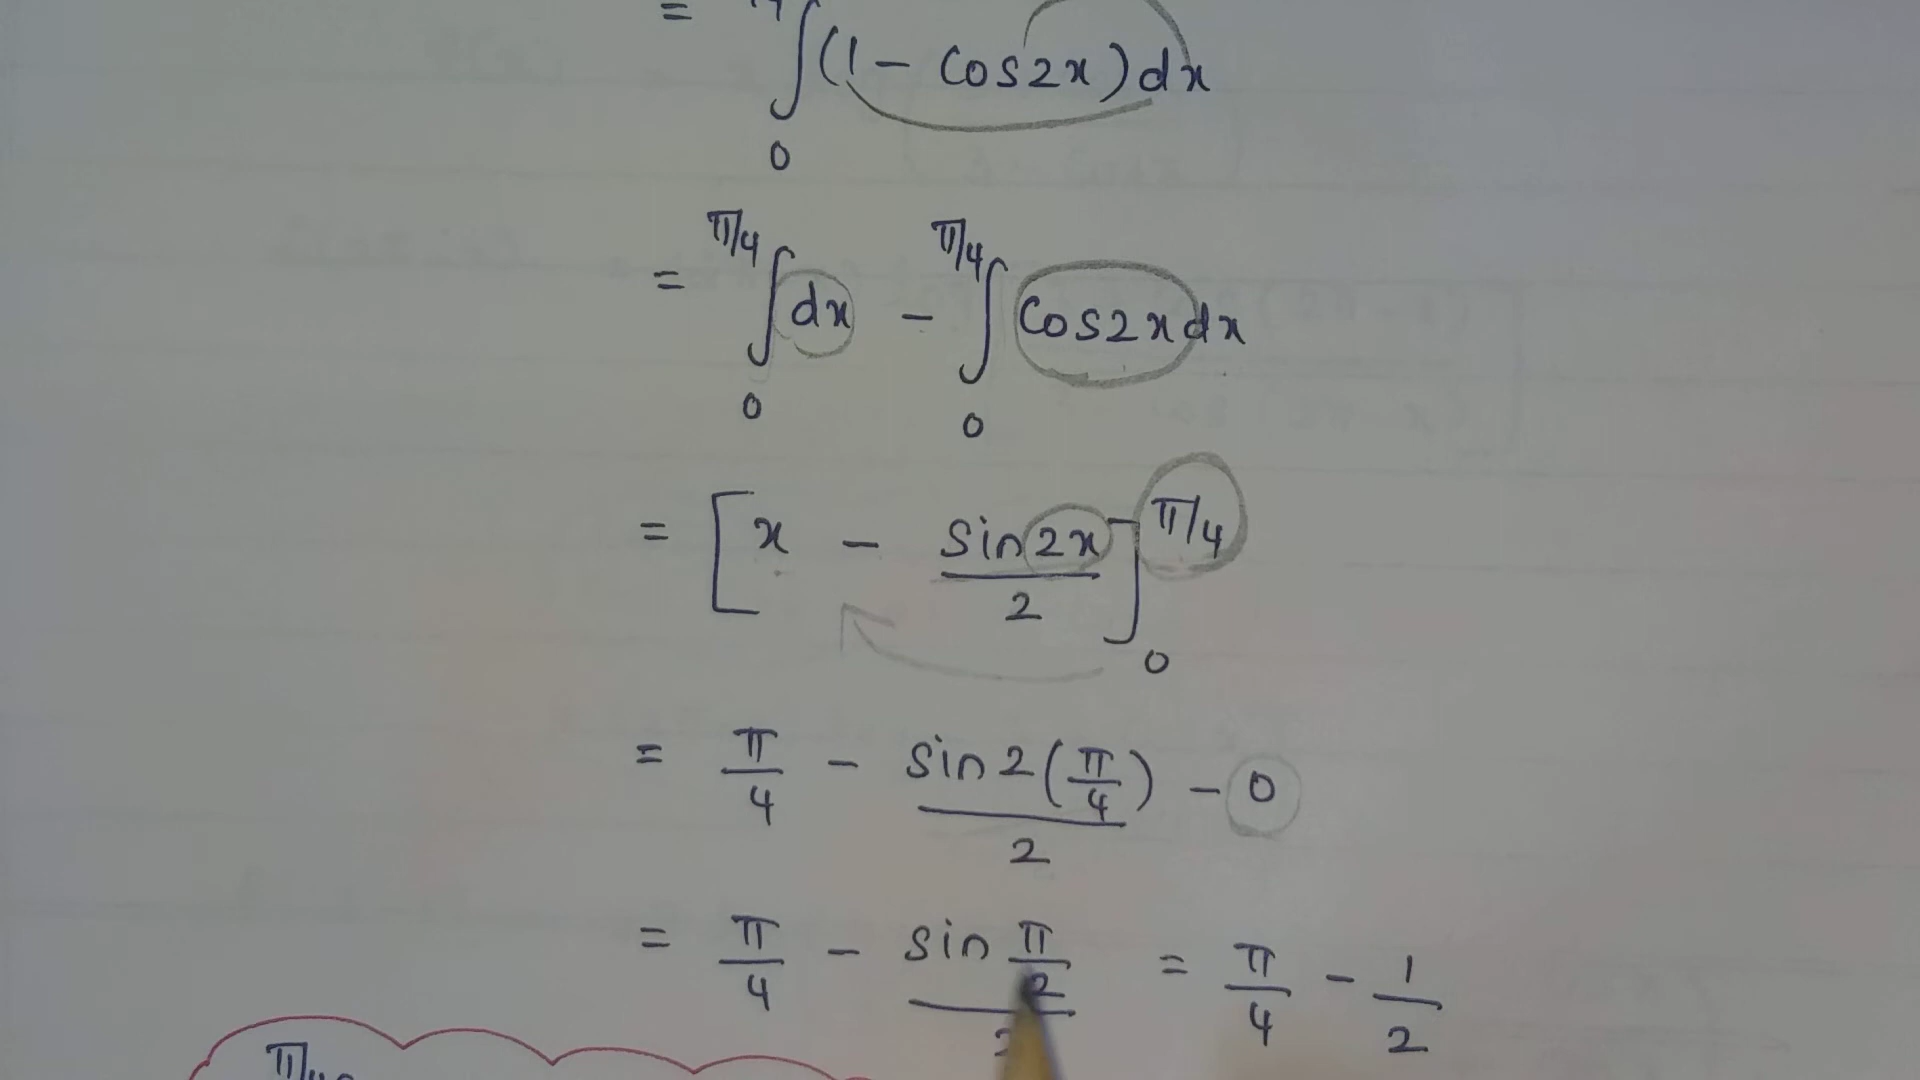 = ∫₀ (1 - Cos2x)dx
= ∫₀^(π/4) dx - ∫₀^(π/4) Cos2x dx
= [x - sin2x/2]₀^(π/4)
= π/4 - sin2(π/4)/2 - 0
= π/4 - sin π/2 / 2 = π/4 - 1/2
π/4